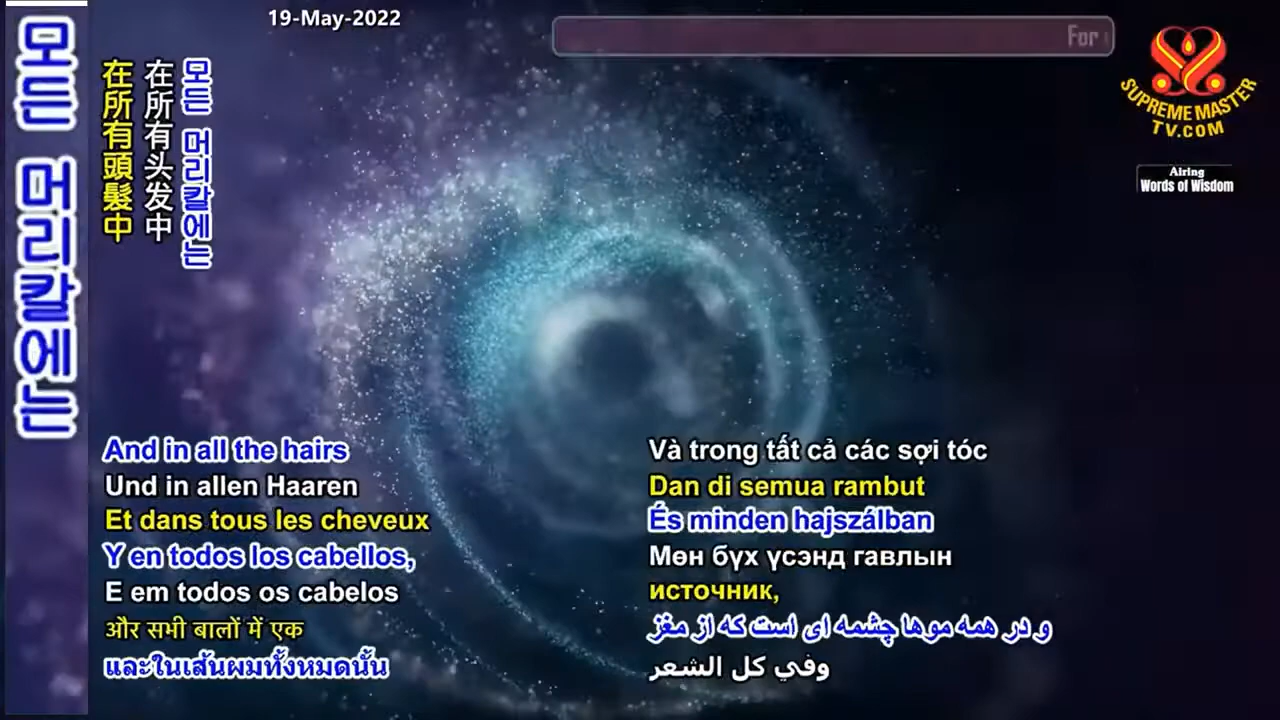 19-May-2022
For
SUPREME MASTER
TV.COM
Airing
Words of Wisdom
모든 머리칼에는
在所有頭髮中
在所有头发中
모든 머리칼에는
And in all the hairs
Und in allen Haaren
Et dans tous les cheveux
Y en todos los cabellos,
E em todos os cabelos
और सभी बालों में एक
และในเส้นผมทั้งหมดนั้น
Và trong tất cả các sợi tóc
Dan di semua rambut
És minden hajszálban
Мөн бүх үсэнд гавлын
источник,
و در همه موها چشمه ای است که از مغز
وفي كل الشعر